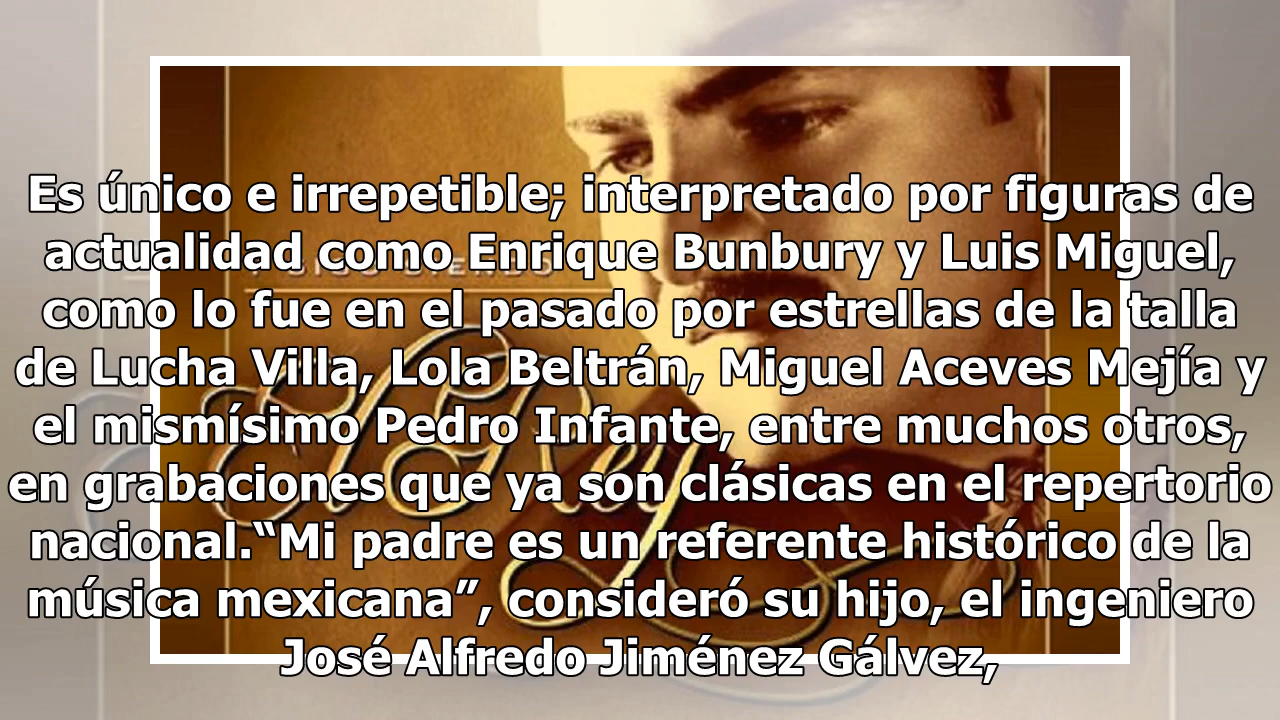 Es único e irrepetible; interpretado por figuras de
actualidad como Enrique Bunbury y Luis Miguel,
como lo fue en el pasado por estrellas de la talla
de Lucha Villa, Lola Beltrán, Miguel Aceves Mejía y
el mismísimo Pedro Infante, entre muchos otros,
en grabaciones que ya son clásicas en el repertorio
nacional.“Mi padre es un referente histórico de la
música mexicana”, consideró su hijo, el ingeniero
José Alfredo Jiménez Gálvez,
El Rey